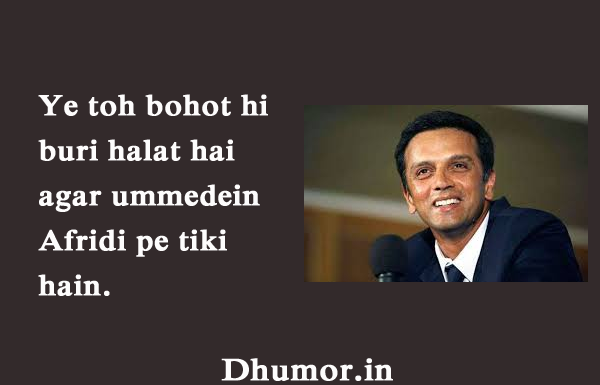 Ye toh bohot hi
buri halat hai
agar ummedein
Afridi pe tiki
hain.
Dhumor.in